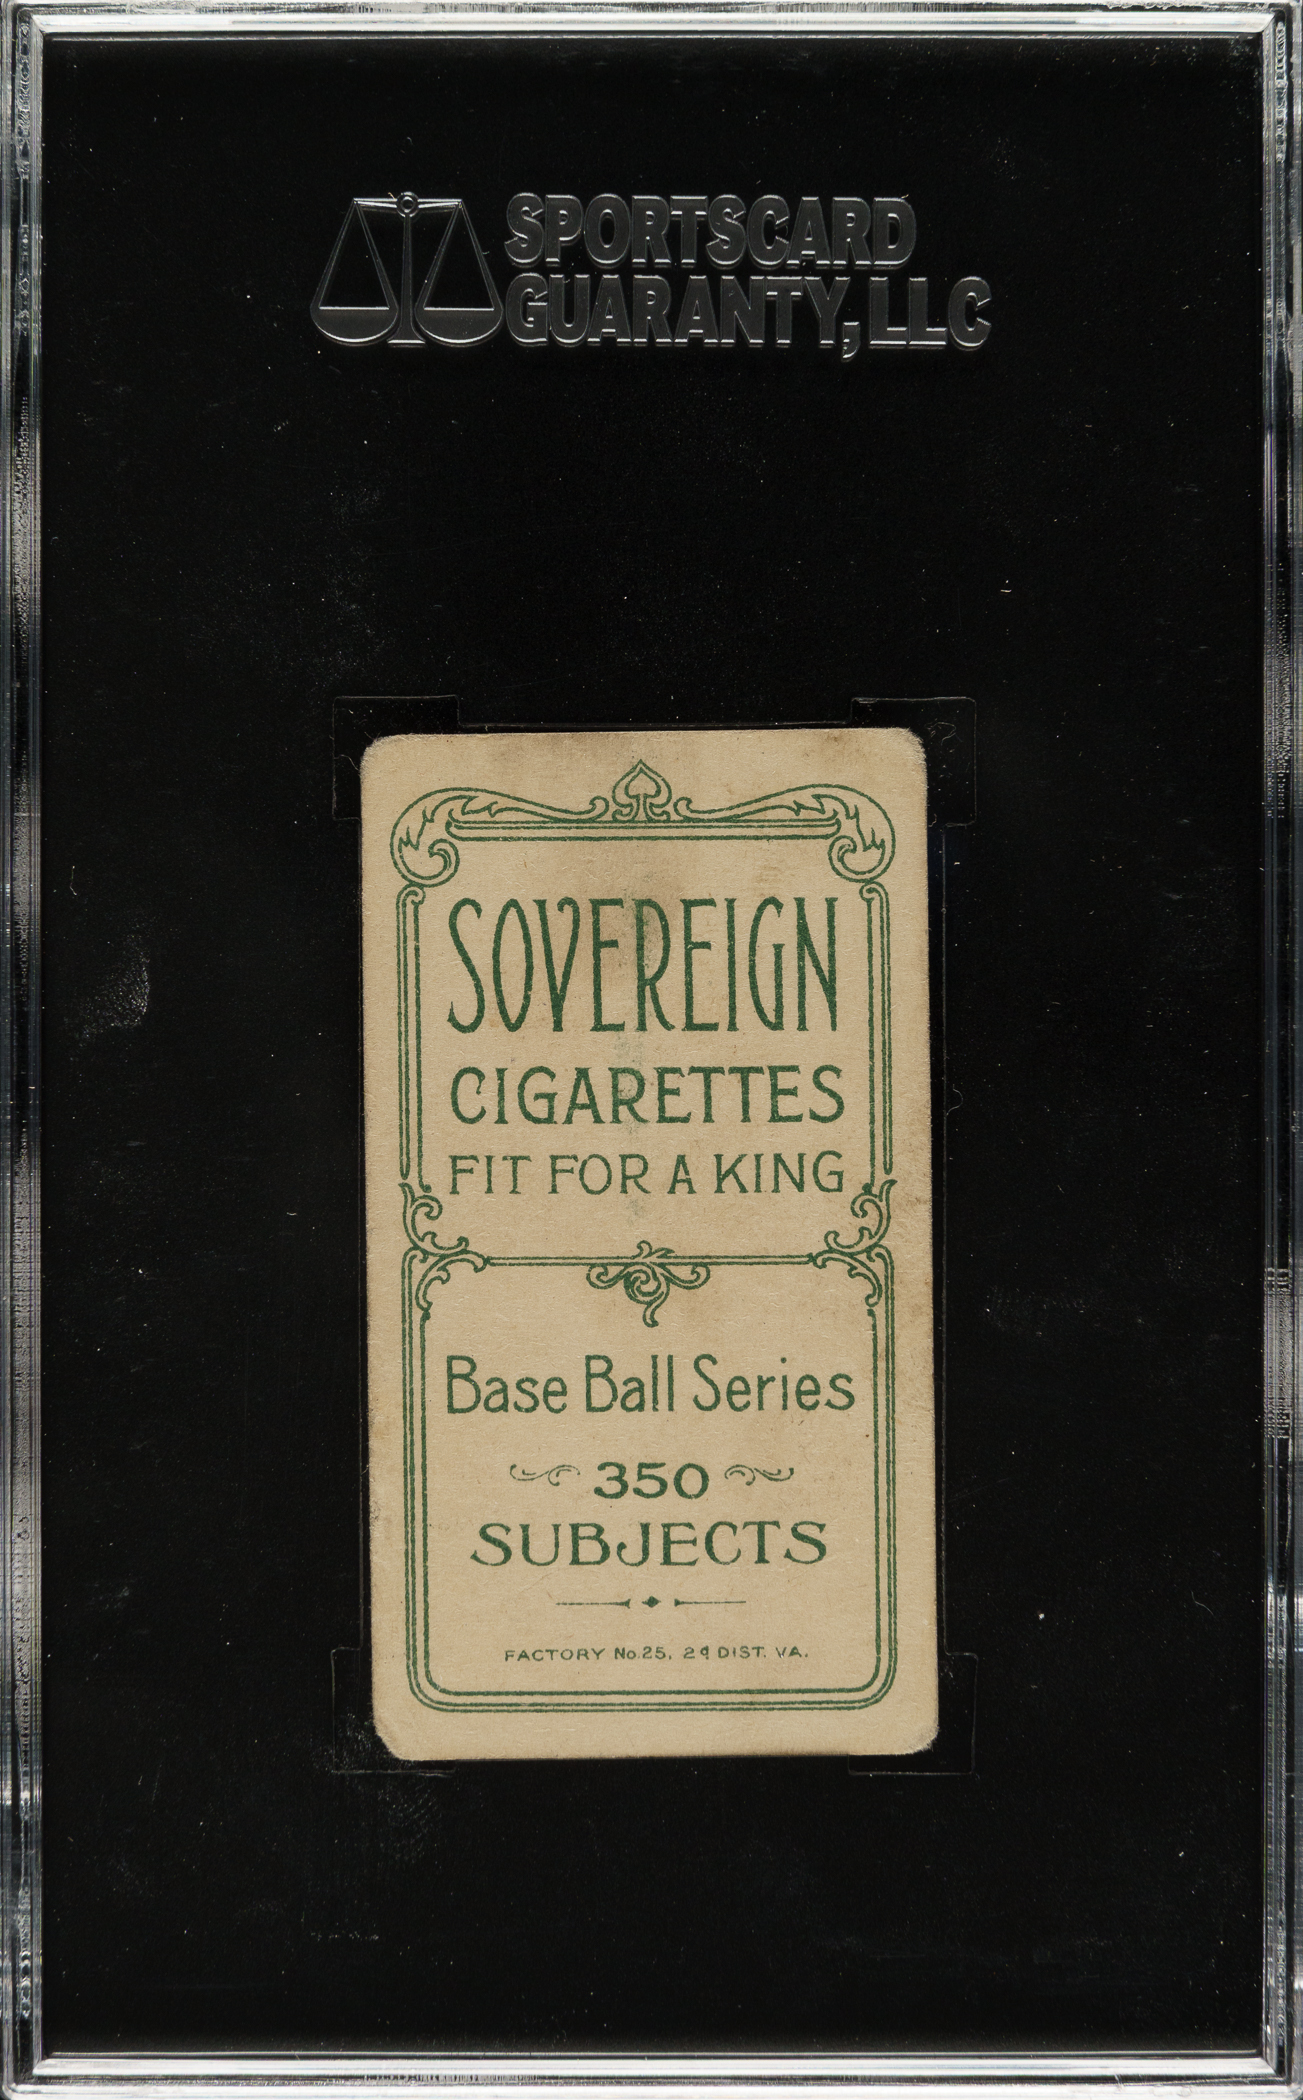 SPORTSCARD
GUARANTY, LLC
SOVEREIGN
CIGARETTES
FIT FOR A KING
Base Ball Series
350
SUBJECTS
FACTORY No. 25, 2d DIST. VA.